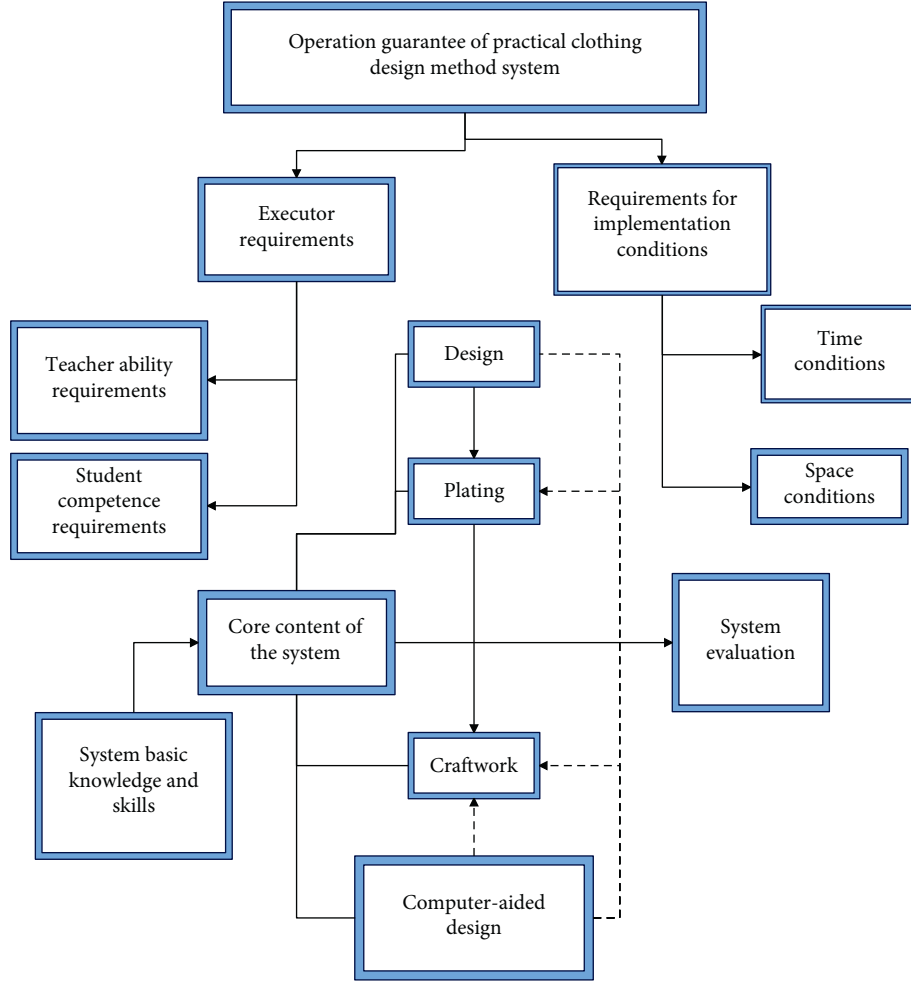 Operation guarantee of practical clothing
design method system
Executor
requirements
Requirements for
implementation
conditions
Teacher ability
requirements
Design
Time
conditions
Student
competence
requirements
Plating
Space
conditions
Core content of
the system
System
evaluation
System basic
knowledge and
skills
Craftwork
Computer-aided
design